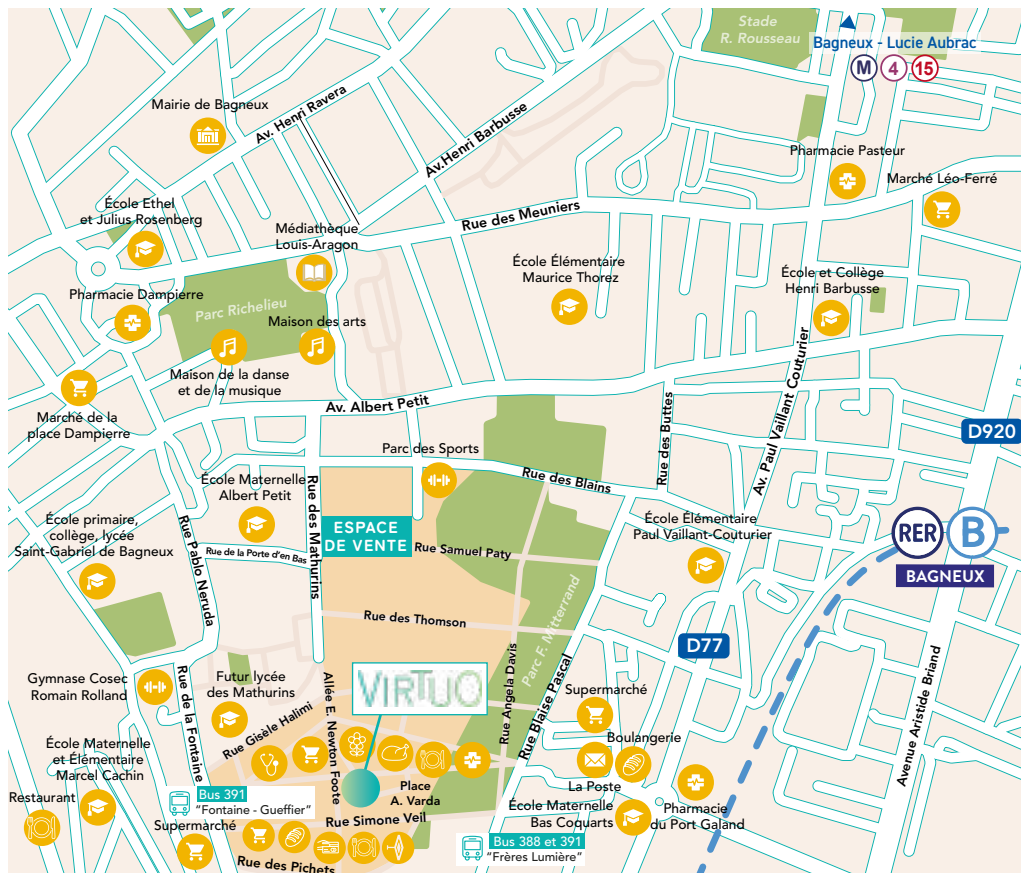 Stade
R. Rousseau
Bagneux - Lucie Aubrac
M 4 15
Mairie de Bagneux
Av. Henri Ravera
Av.Henri Barbusse
Pharmacie Pasteur
Marché Léo-Ferré
École Ethel
et Julius Rosenberg
Médiathèque
Louis-Aragon
Rue des Meuniers
École Élémentaire
Maurice Thorez
École et Collège
Henri Barbusse
Pharmacie Dampierre
Parc Richelieu
Maison des arts
Maison de la danse
et de la musique
Marché de la
place Dampierre
Av. Albert Petit
Av. Paul Vaillant Couturier
Rue des Buttes
D920
Parc des Sports
Rue des Blains
École Maternelle
Albert Petit
Rue des Mathurins
École primaire,
collège, lycée
Saint-Gabriel de Bagneux
Rue Pablo Neruda
Rue de la Porte d'en Bas
ESPACE
DE VENTE
Rue Samuel Paty
École Élémentaire
Paul Vaillant-Couturier
RER B
BAGNEUX
Rue des Thomson
Parc F. Mitterrand
Rue Angela Davis
Rue Blaise Pascal
D77
Gymnase Cosec
Romain Rolland
Rue de la Fontaine
Futur lycée
des Mathurins
Rue Gisèle Halimi
Allée E. Newton Foote
VIRTUO
Supermarché
Boulangerie
La Poste
Avenue Aristide Briand
École Maternelle
et Élémentaire
Marcel Cachin
Restaurant
Bus 391
"Fontaine - Gueffier"
Place
A. Varda
Rue Simone Veil
École Maternelle
Bas Coquarts
Pharmacie
du Port Galand
Supermarché
Rue des Pichets
Bus 388 et 391
"Frères Lumière"